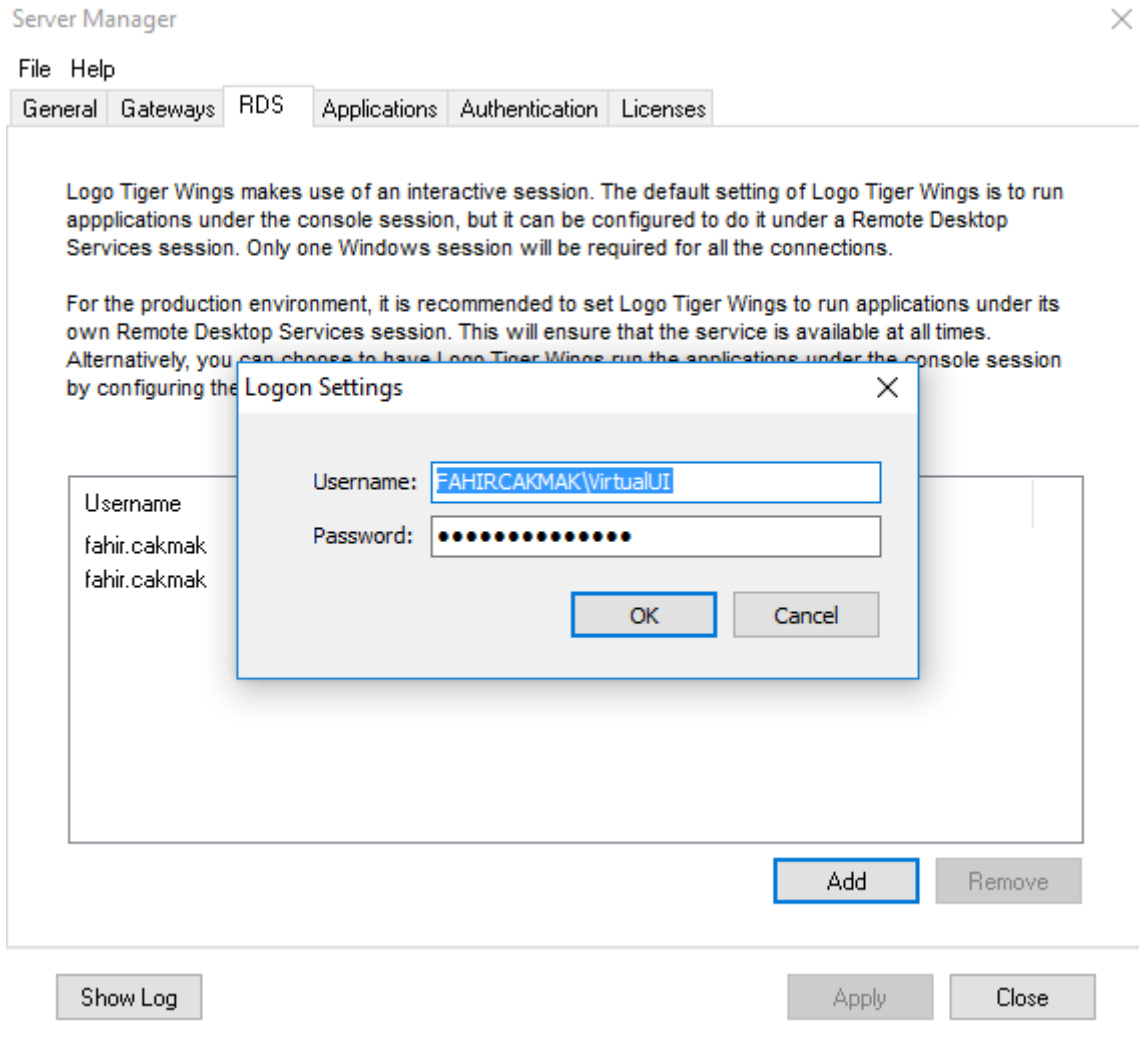 Server Manager
File Help
General Gateways RDS Applications Authentication Licenses
Logo Tiger Wings makes use of an interactive session. The default setting of Logo Tiger Wings is to run
appplications under the console session, but it can be configured to do it under a Remote Desktop
Services session. Only one Windows session will be required for all the connections.
For the production environment, it is recommended to set Logo Tiger Wings to run applications under its
own Remote Desktop Services session. This will ensure that the service is available at all times.
Alternatively, you can choose to have Logo Tiger Wings run the applications under the console session
by configuring the
Logon Settings
Username: FAHIRCAKMAK\VirtualUI
Password: ●●●●●●●●●●●●●●
OK Cancel
Username
fahir.cakmak
fahir.cakmak
Add Remove
Show Log Apply Close